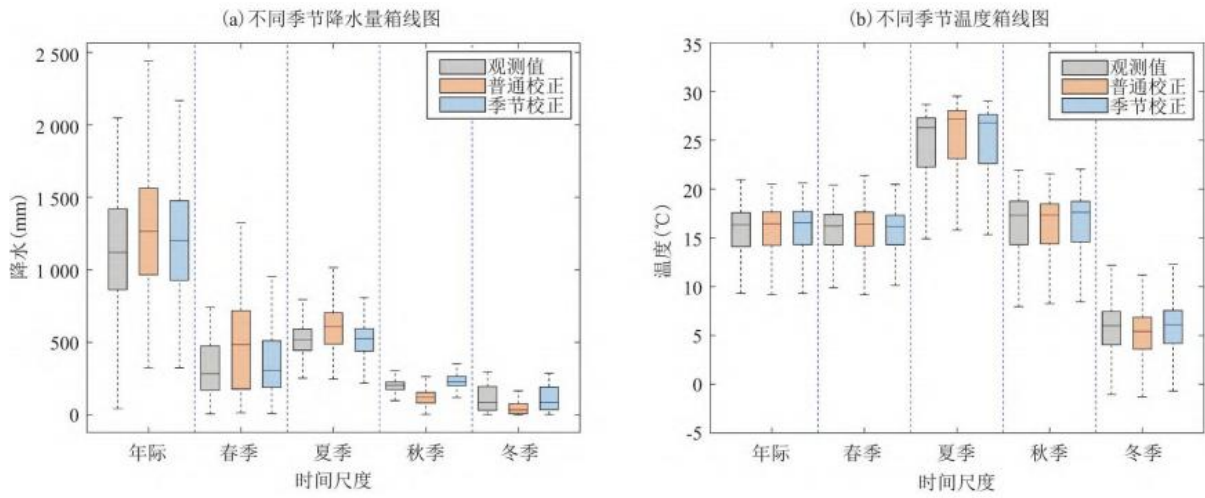 (a) 不同季节降水量箱线图
2 500
2 000
1 500
1 000
500
0
降水 (mm)
观测值
普通校正
季节校正
年际 春季 夏季 秋季 冬季
时间尺度
(b) 不同季节温度箱线图
35
30
25
20
15
10
5
0
-5
温度 (℃)
观测值
普通校正
季节校正
年际 春季 夏季 秋季 冬季
时间尺度